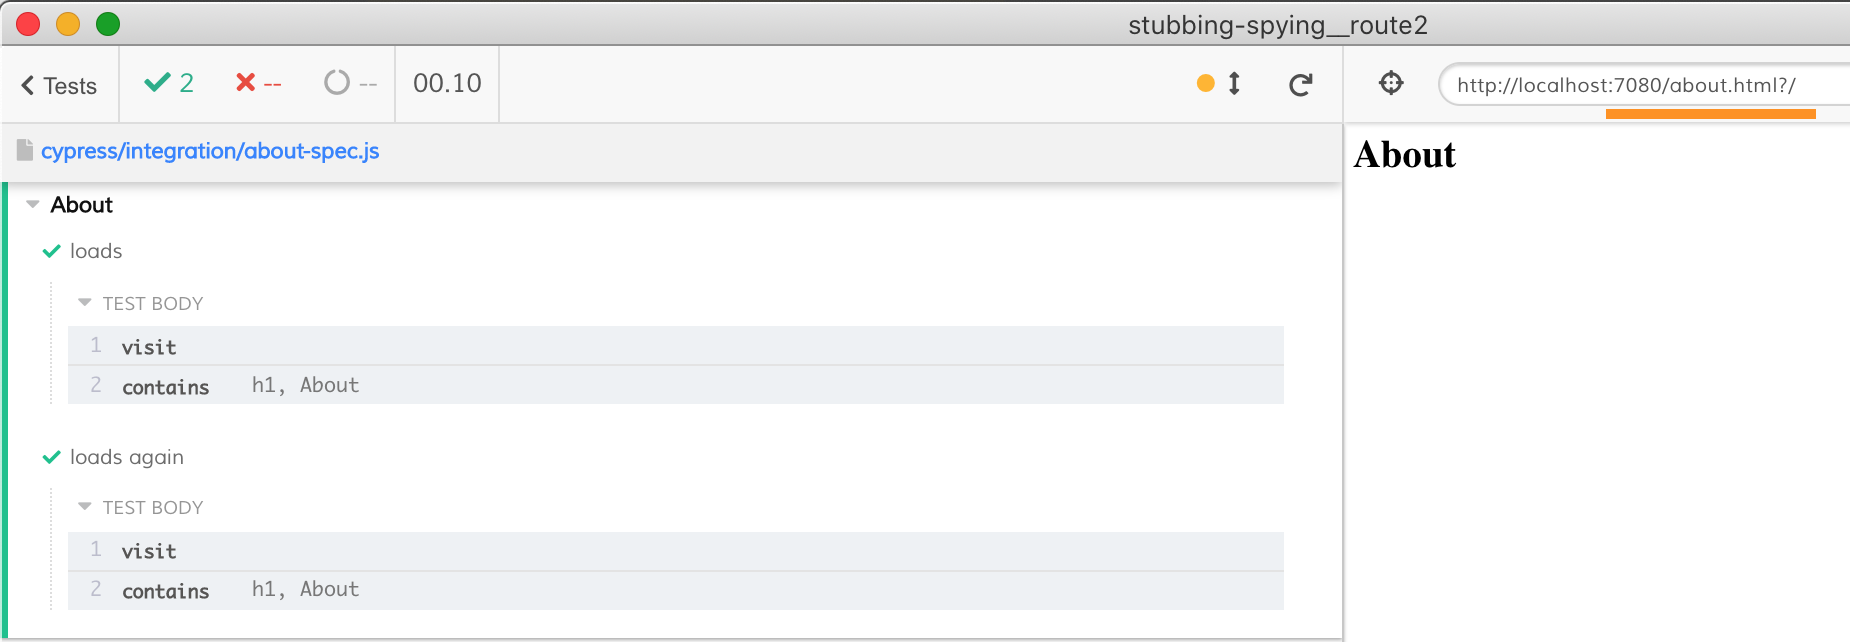 stubbing-spying__route2
Tests 2 -- -- 00.10
http://localhost:7080/about.html?/
cypress/integration/about-spec.js
About
About
loads
TEST BODY
1 visit
2 contains h1, About
loads again
TEST BODY
1 visit
2 contains h1, About